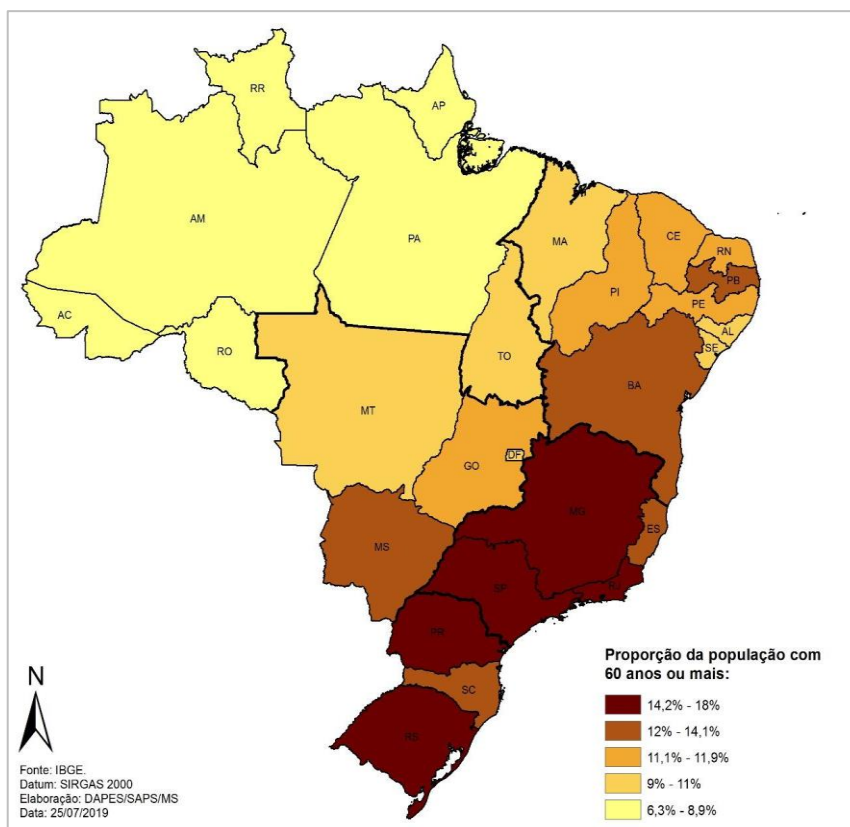 RR
AP
AM
PA
MA
CE
RN
PB
PI
PE
AC
AL
TO
SE
RO
BA
MT
DF
GO
MG
ES
MS
SP
RJ
PR
SC
RS
Proporção da população com
60 anos ou mais:
14,2% - 18%
12% - 14,1%
11,1% - 11,9%
9% - 11%
6,3% - 8,9%
N
Fonte: IBGE.
Datum: SIRGAS 2000
Elaboração: DAPES/SAPS/MS
Data: 25/07/2019